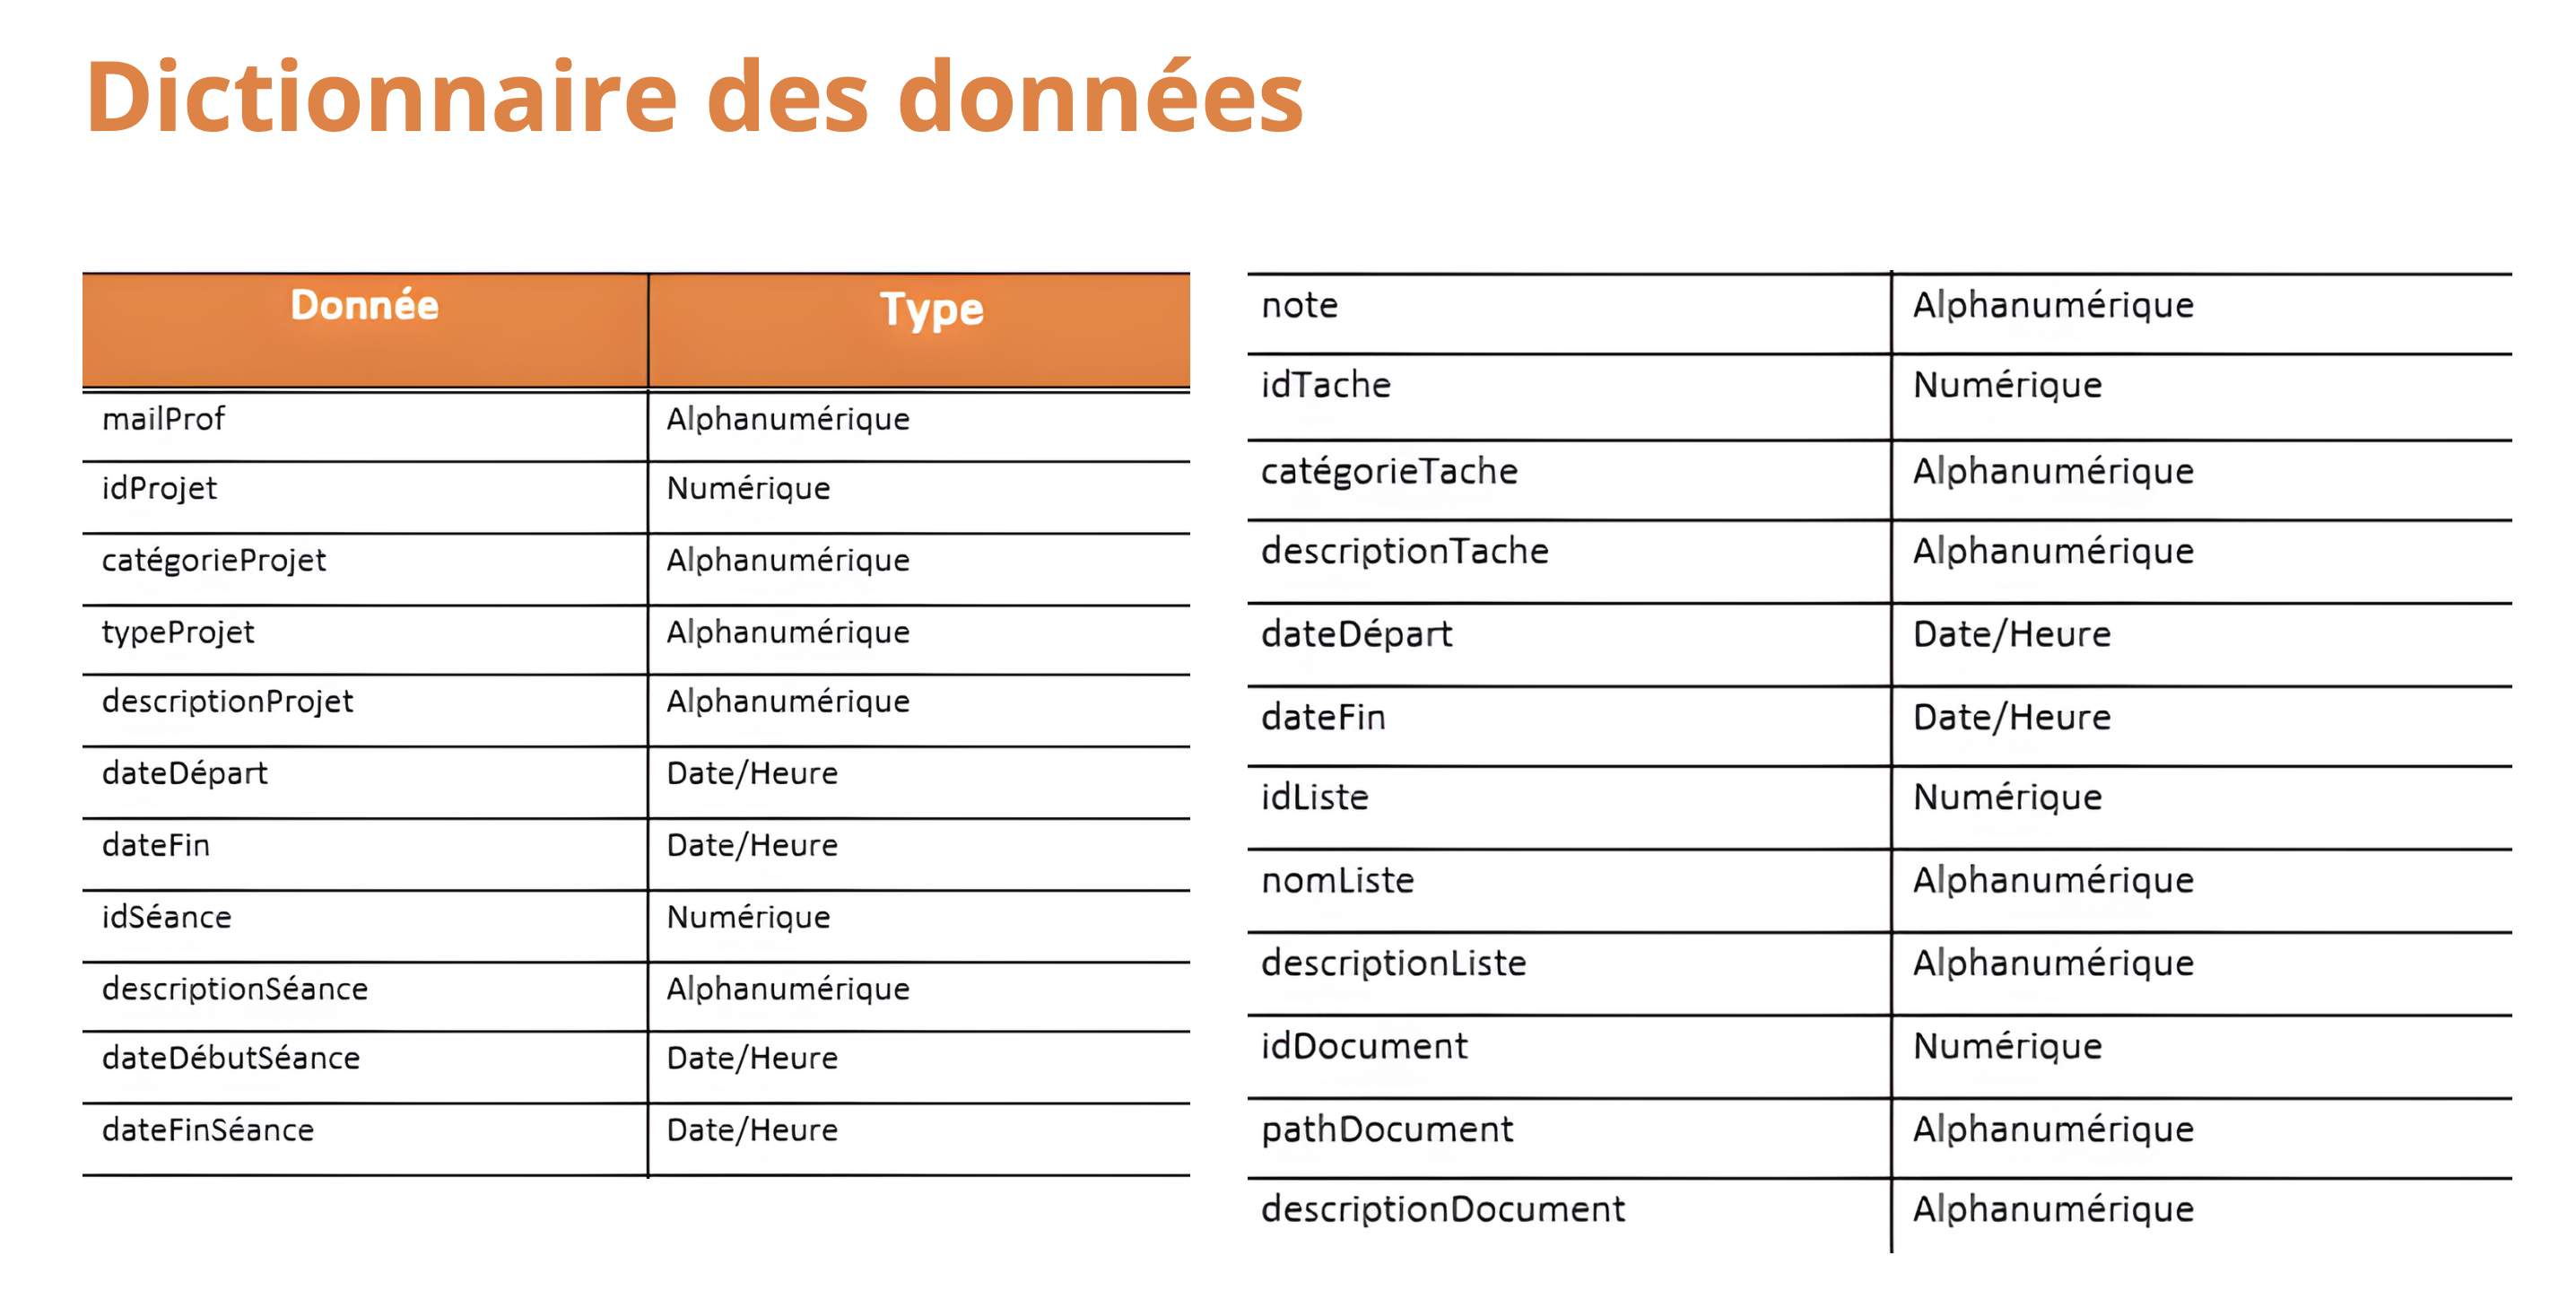 Dictionnaire des données
Donnée Type
mailProf Alphanumérique
idProjet Numérique
catégorieProjet Alphanumérique
typeProjet Alphanumérique
descriptionProjet Alphanumérique
dateDépart Date/Heure
dateFin Date/Heure
idSéance Numérique
descriptionSéance Alphanumérique
dateDébutSéance Date/Heure
dateFinSéance Date/Heure
note Alphanumérique
idTache Numérique
catégorieTache Alphanumérique
descriptionTache Alphanumérique
dateDépart Date/Heure
dateFin Date/Heure
idListe Numérique
nomListe Alphanumérique
descriptionListe Alphanumérique
idDocument Numérique
pathDocument Alphanumérique
descriptionDocument Alphanumérique